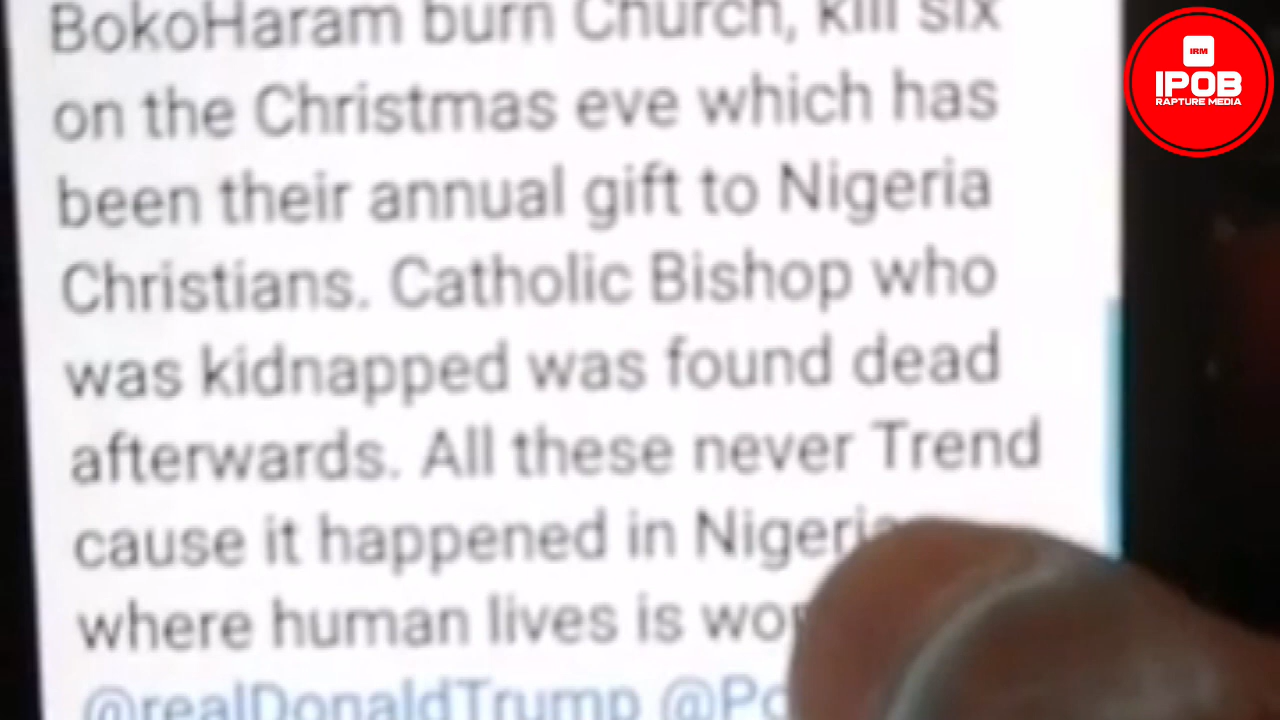 BokoHaram burn Church, kill six
on the Christmas eve which has
been their annual gift to Nigeria
Christians. Catholic Bishop who
was kidnapped was found dead
afterwards. All these never Trend
cause it happened in Nigeria
where human lives is
@realDonaldTrump
IRM
IPOB
RAPTURE MEDIA